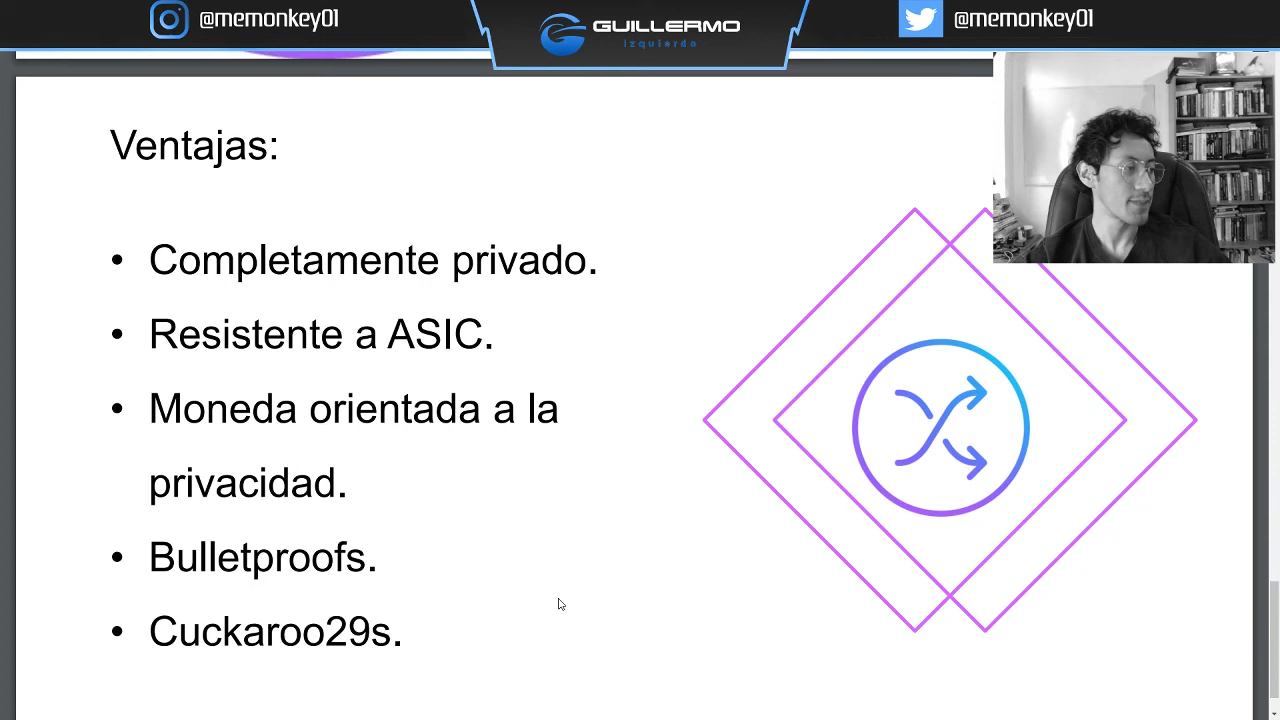 @memonkey01
GUILLERMO
Izquierdo
@memonkey01
Ventajas:
• Completamente privado.
• Resistente a ASIC.
• Moneda orientada a la
privacidad.
• Bulletproofs.
• Cuckaroo29s.